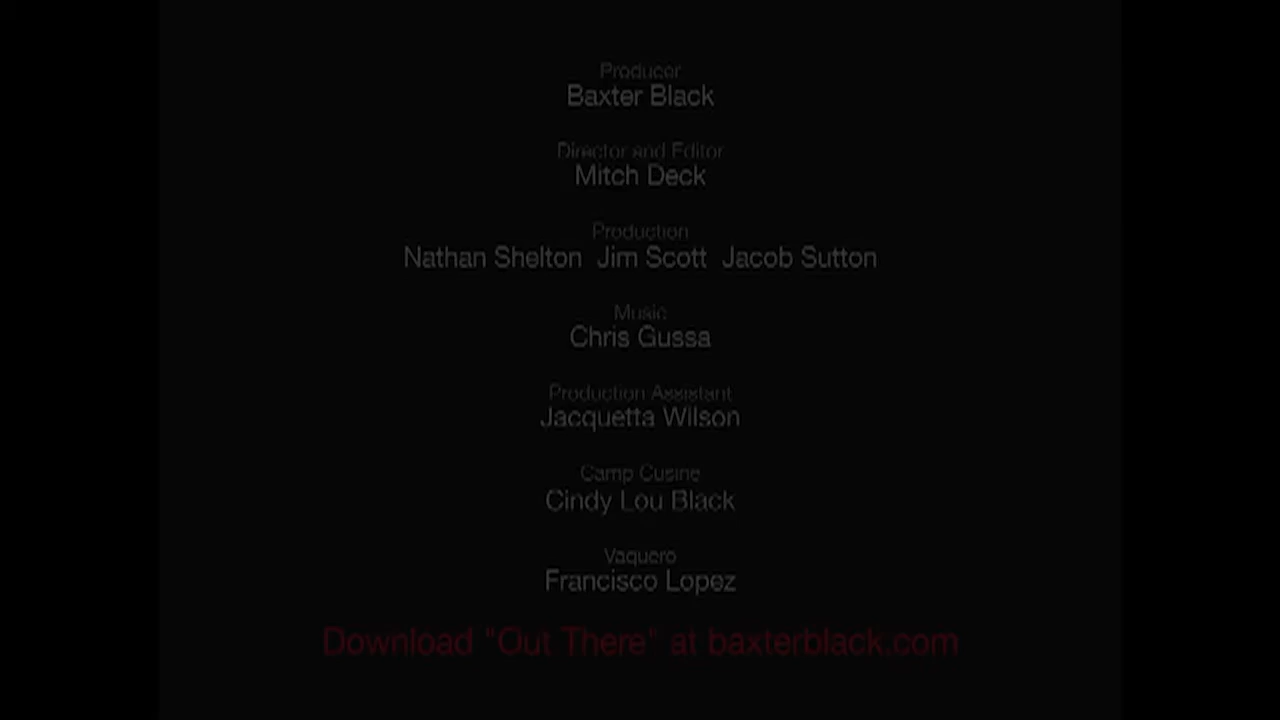 Producer
Baxter Black
Director and Editor
Mitch Deck
Production
Nathan Shelton  Jim Scott  Jacob Sutton
Music
Chris Gussa
Production Assistant
Jacquetta Wilson
Camp Cusine
Cindy Lou Black
Vaquero
Francisco Lopez
Download "Out There" at baxterblack.com